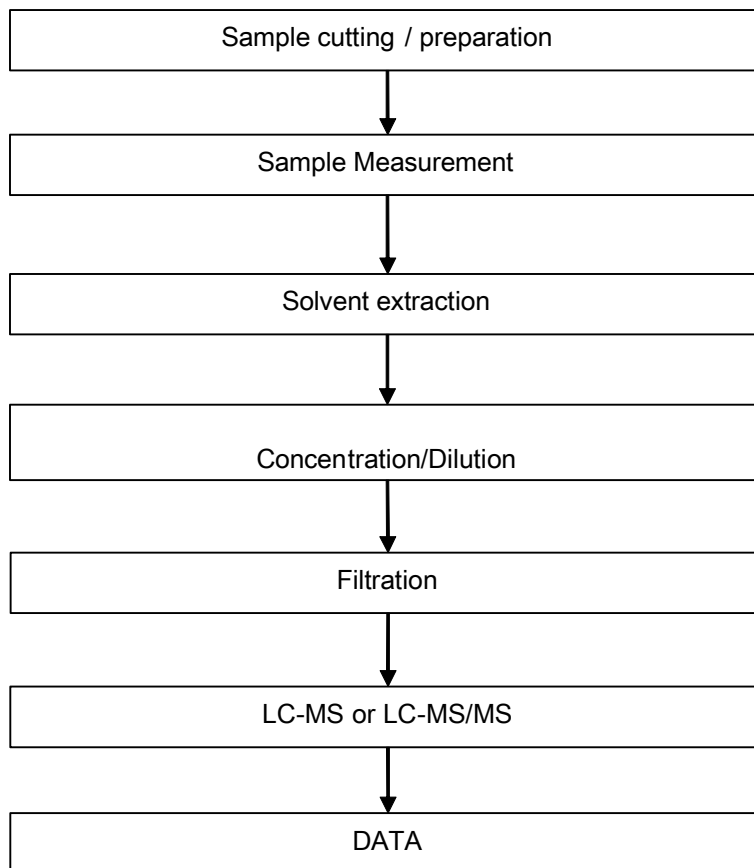 Sample cutting / preparation
Sample Measurement
Solvent extraction
Concentration/Dilution
Filtration
LC-MS or LC-MS/MS
DATA